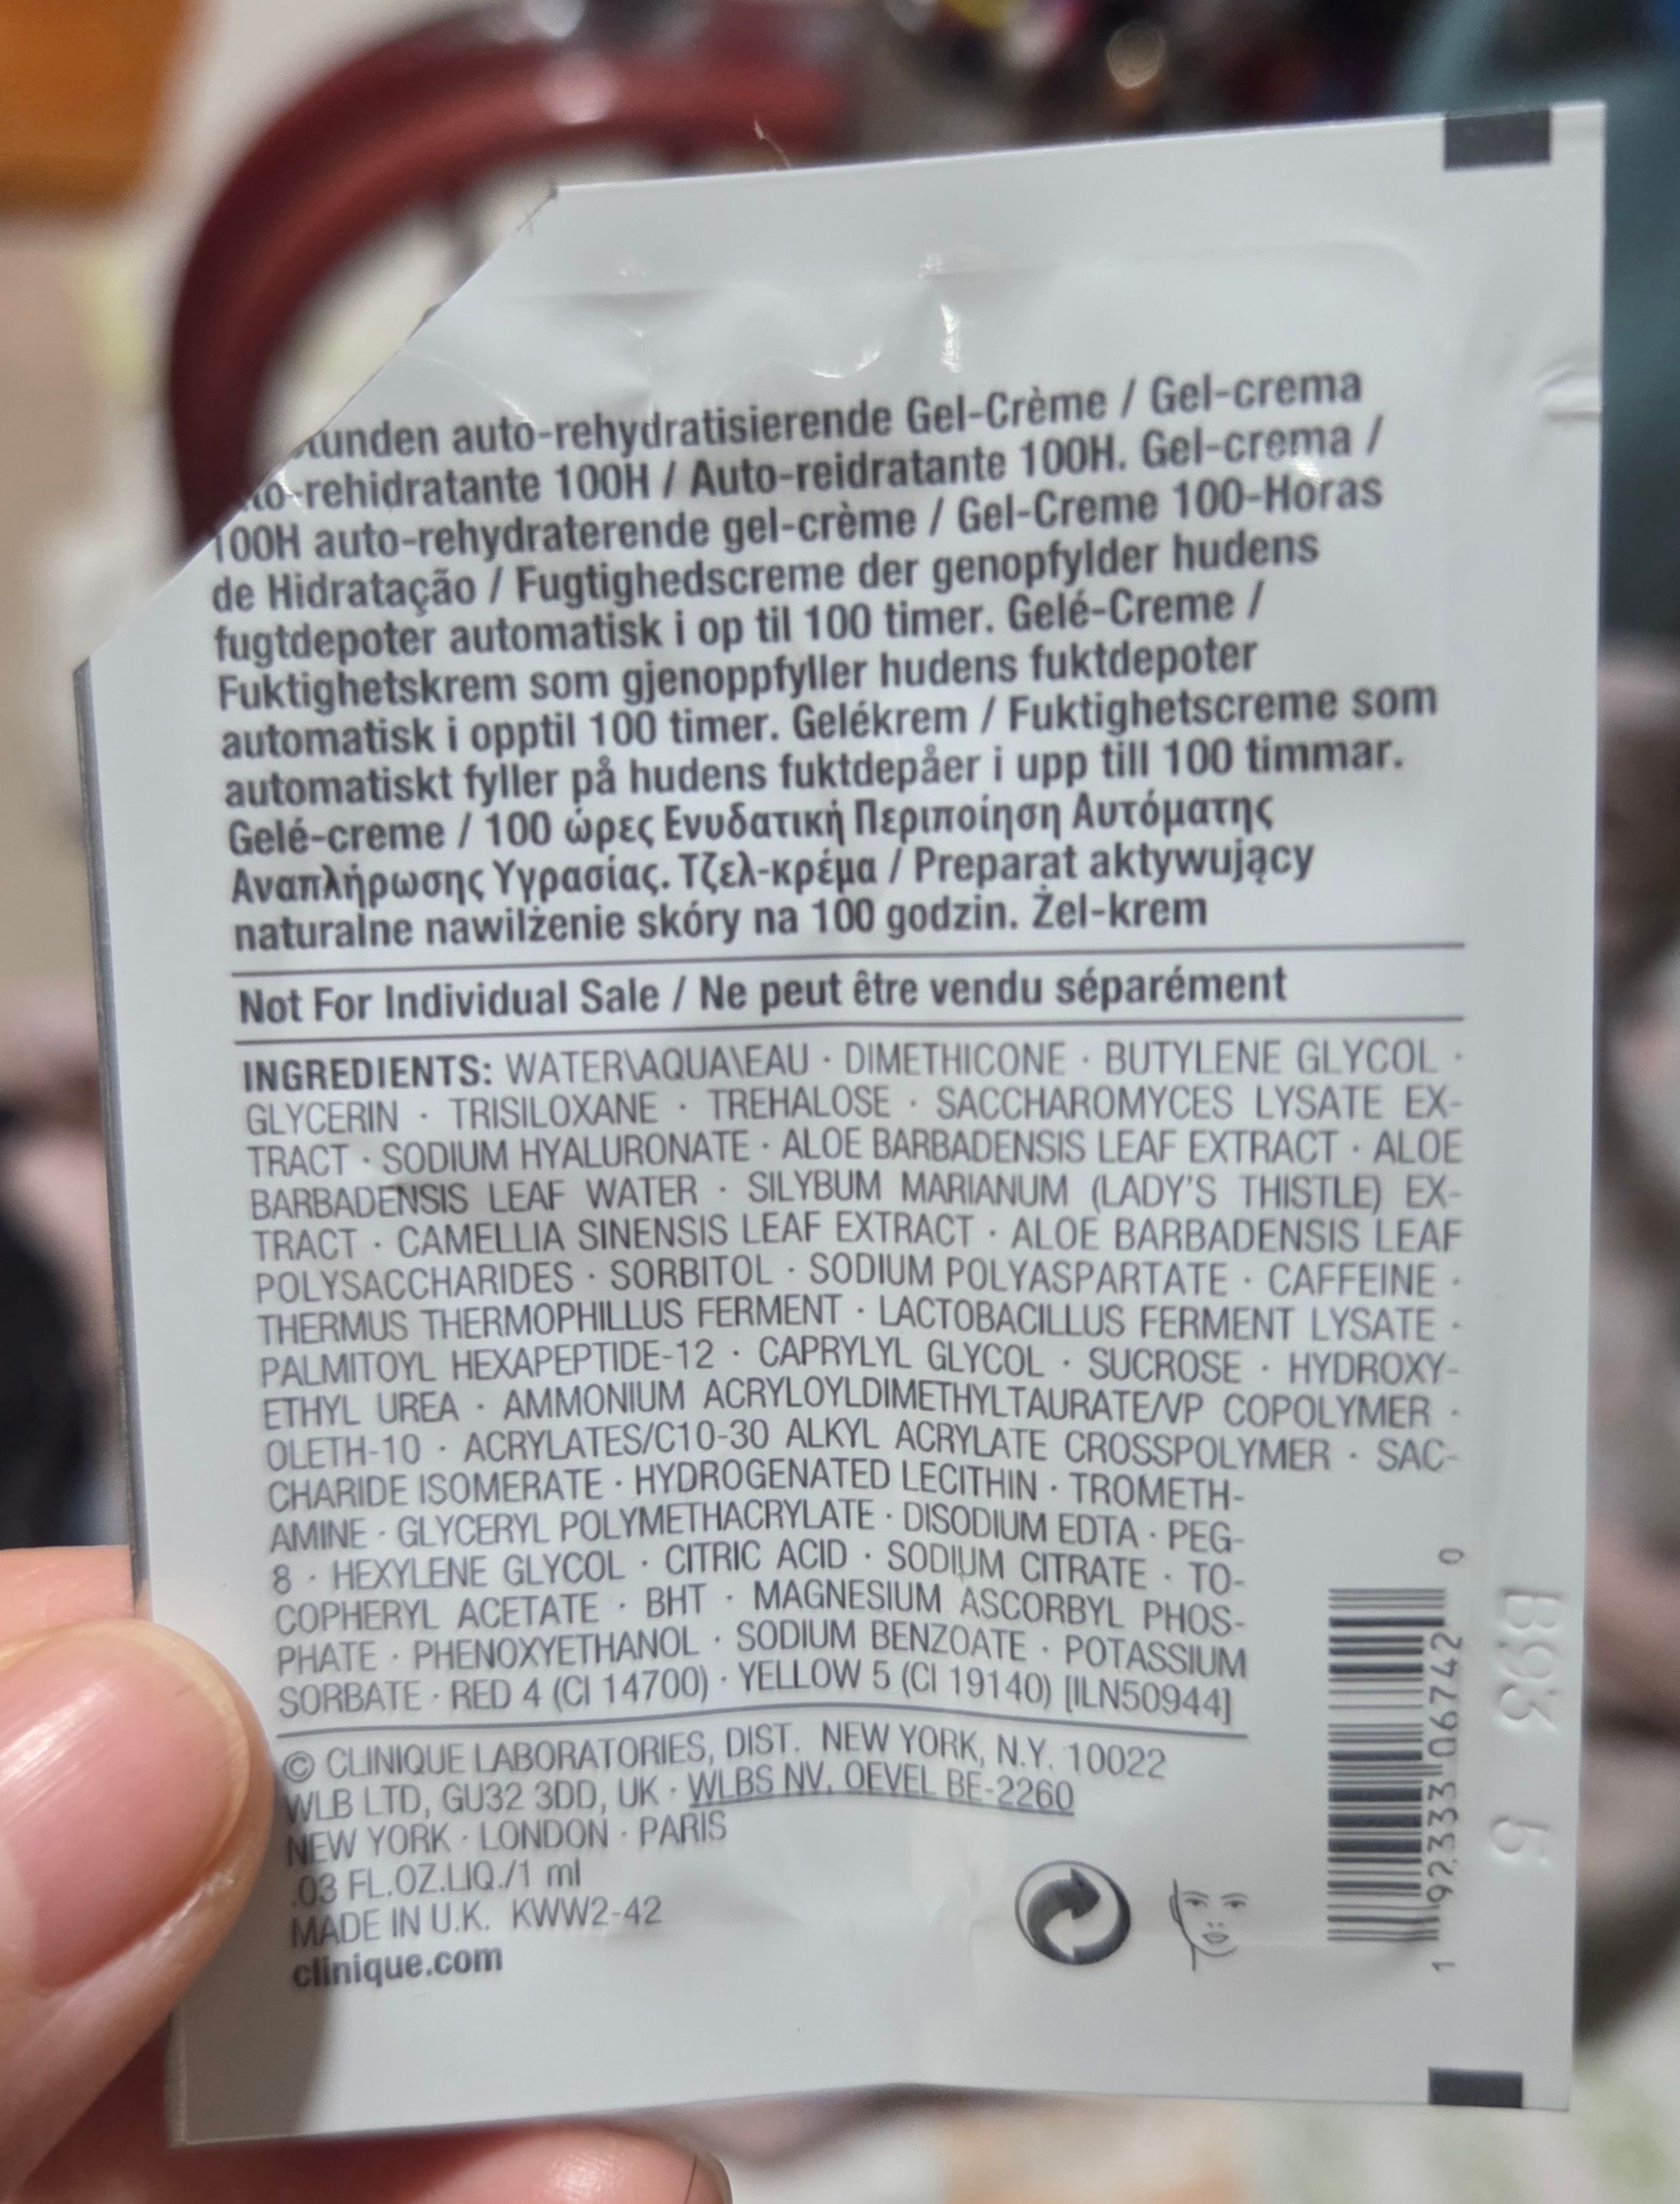 auto-rehydratisierende Gel-Crème / Gel-crema
-rehidratante 100H / Auto-reidratante 100H. Gel-crema /
100H auto-rehydraterende gel-crème / Gel-Creme 100-Horas
de Hidratação / Fugtighedscreme der genopfylder hudens
fugtdepoter automatisk i op til 100 timer. Gelé-Creme /
Fuktighetskrem som gjenoppfyller hudens fuktdepoter
automatisk i opptil 100 timer. Gelékrem / Fuktighetscreme som
automatiskt fyller på hudens fuktdepåer i upp till 100 timmar.
Gelé-creme / 100 ώρες Ενυδατική Περιποίηση Αυτόματης
Αναπλήρωσης Υγρασίας. Τζελ-κρέμα / Preparat aktywujący
naturalne nawilżenie skóry na 100 godzin. Żel-krem
Not For Individual Sale / Ne peut être vendu séparément
INGREDIENTS: WATER\AQUA\EAU · DIMETHICONE · BUTYLENE GLYCOL ·
GLYCERIN · TRISILOXANE · TREHALOSE · SACCHAROMYCES LYSATE EX-
TRACT · SODIUM HYALURONATE · ALOE BARBADENSIS LEAF EXTRACT · ALOE
BARBADENSIS LEAF WATER · SILYBUM MARIANUM (LADY'S THISTLE) EX-
TRACT · CAMELLIA SINENSIS LEAF EXTRACT · ALOE BARBADENSIS LEAF
POLYSACCHARIDES · SORBITOL · SODIUM POLYASPARTATE · CAFFEINE ·
THERMUS THERMOPHILLUS FERMENT · LACTOBACILLUS FERMENT LYSATE ·
PALMITOYL HEXAPEPTIDE-12 · CAPRYLYL GLYCOL · SUCROSE · HYDROXY-
ETHYL UREA · AMMONIUM ACRYLOYLDIMETHYLTAURATE/VP COPOLYMER ·
OLETH-10 · ACRYLATES/C10-30 ALKYL ACRYLATE CROSSPOLYMER · SAC-
CHARIDE ISOMERATE · HYDROGENATED LECITHIN · TROMETH-
AMINE · GLYCERYL POLYMETHACRYLATE · DISODIUM EDTA · PEG-
8 · HEXYLENE GLYCOL · CITRIC ACID · SODIUM CITRATE · TO-
COPHERYL ACETATE · BHT · MAGNESIUM ASCORBYL PHOS-
PHATE · PHENOXYETHANOL · SODIUM BENZOATE · POTASSIUM
SORBATE · RED 4 (CI 14700) · YELLOW 5 (CI 19140) [ILN50944]
© CLINIQUE LABORATORIES, DIST. NEW YORK, N.Y. 10022
WLB LTD, GU32 3DD, UK · WLBS NV, OEVEL BE-2260
NEW YORK · LONDON · PARIS
.03 FL.OZ.LIQ./1 ml
MADE IN U.K. KWW2-42
clinique.com
1 92333 06742 0
B93 5